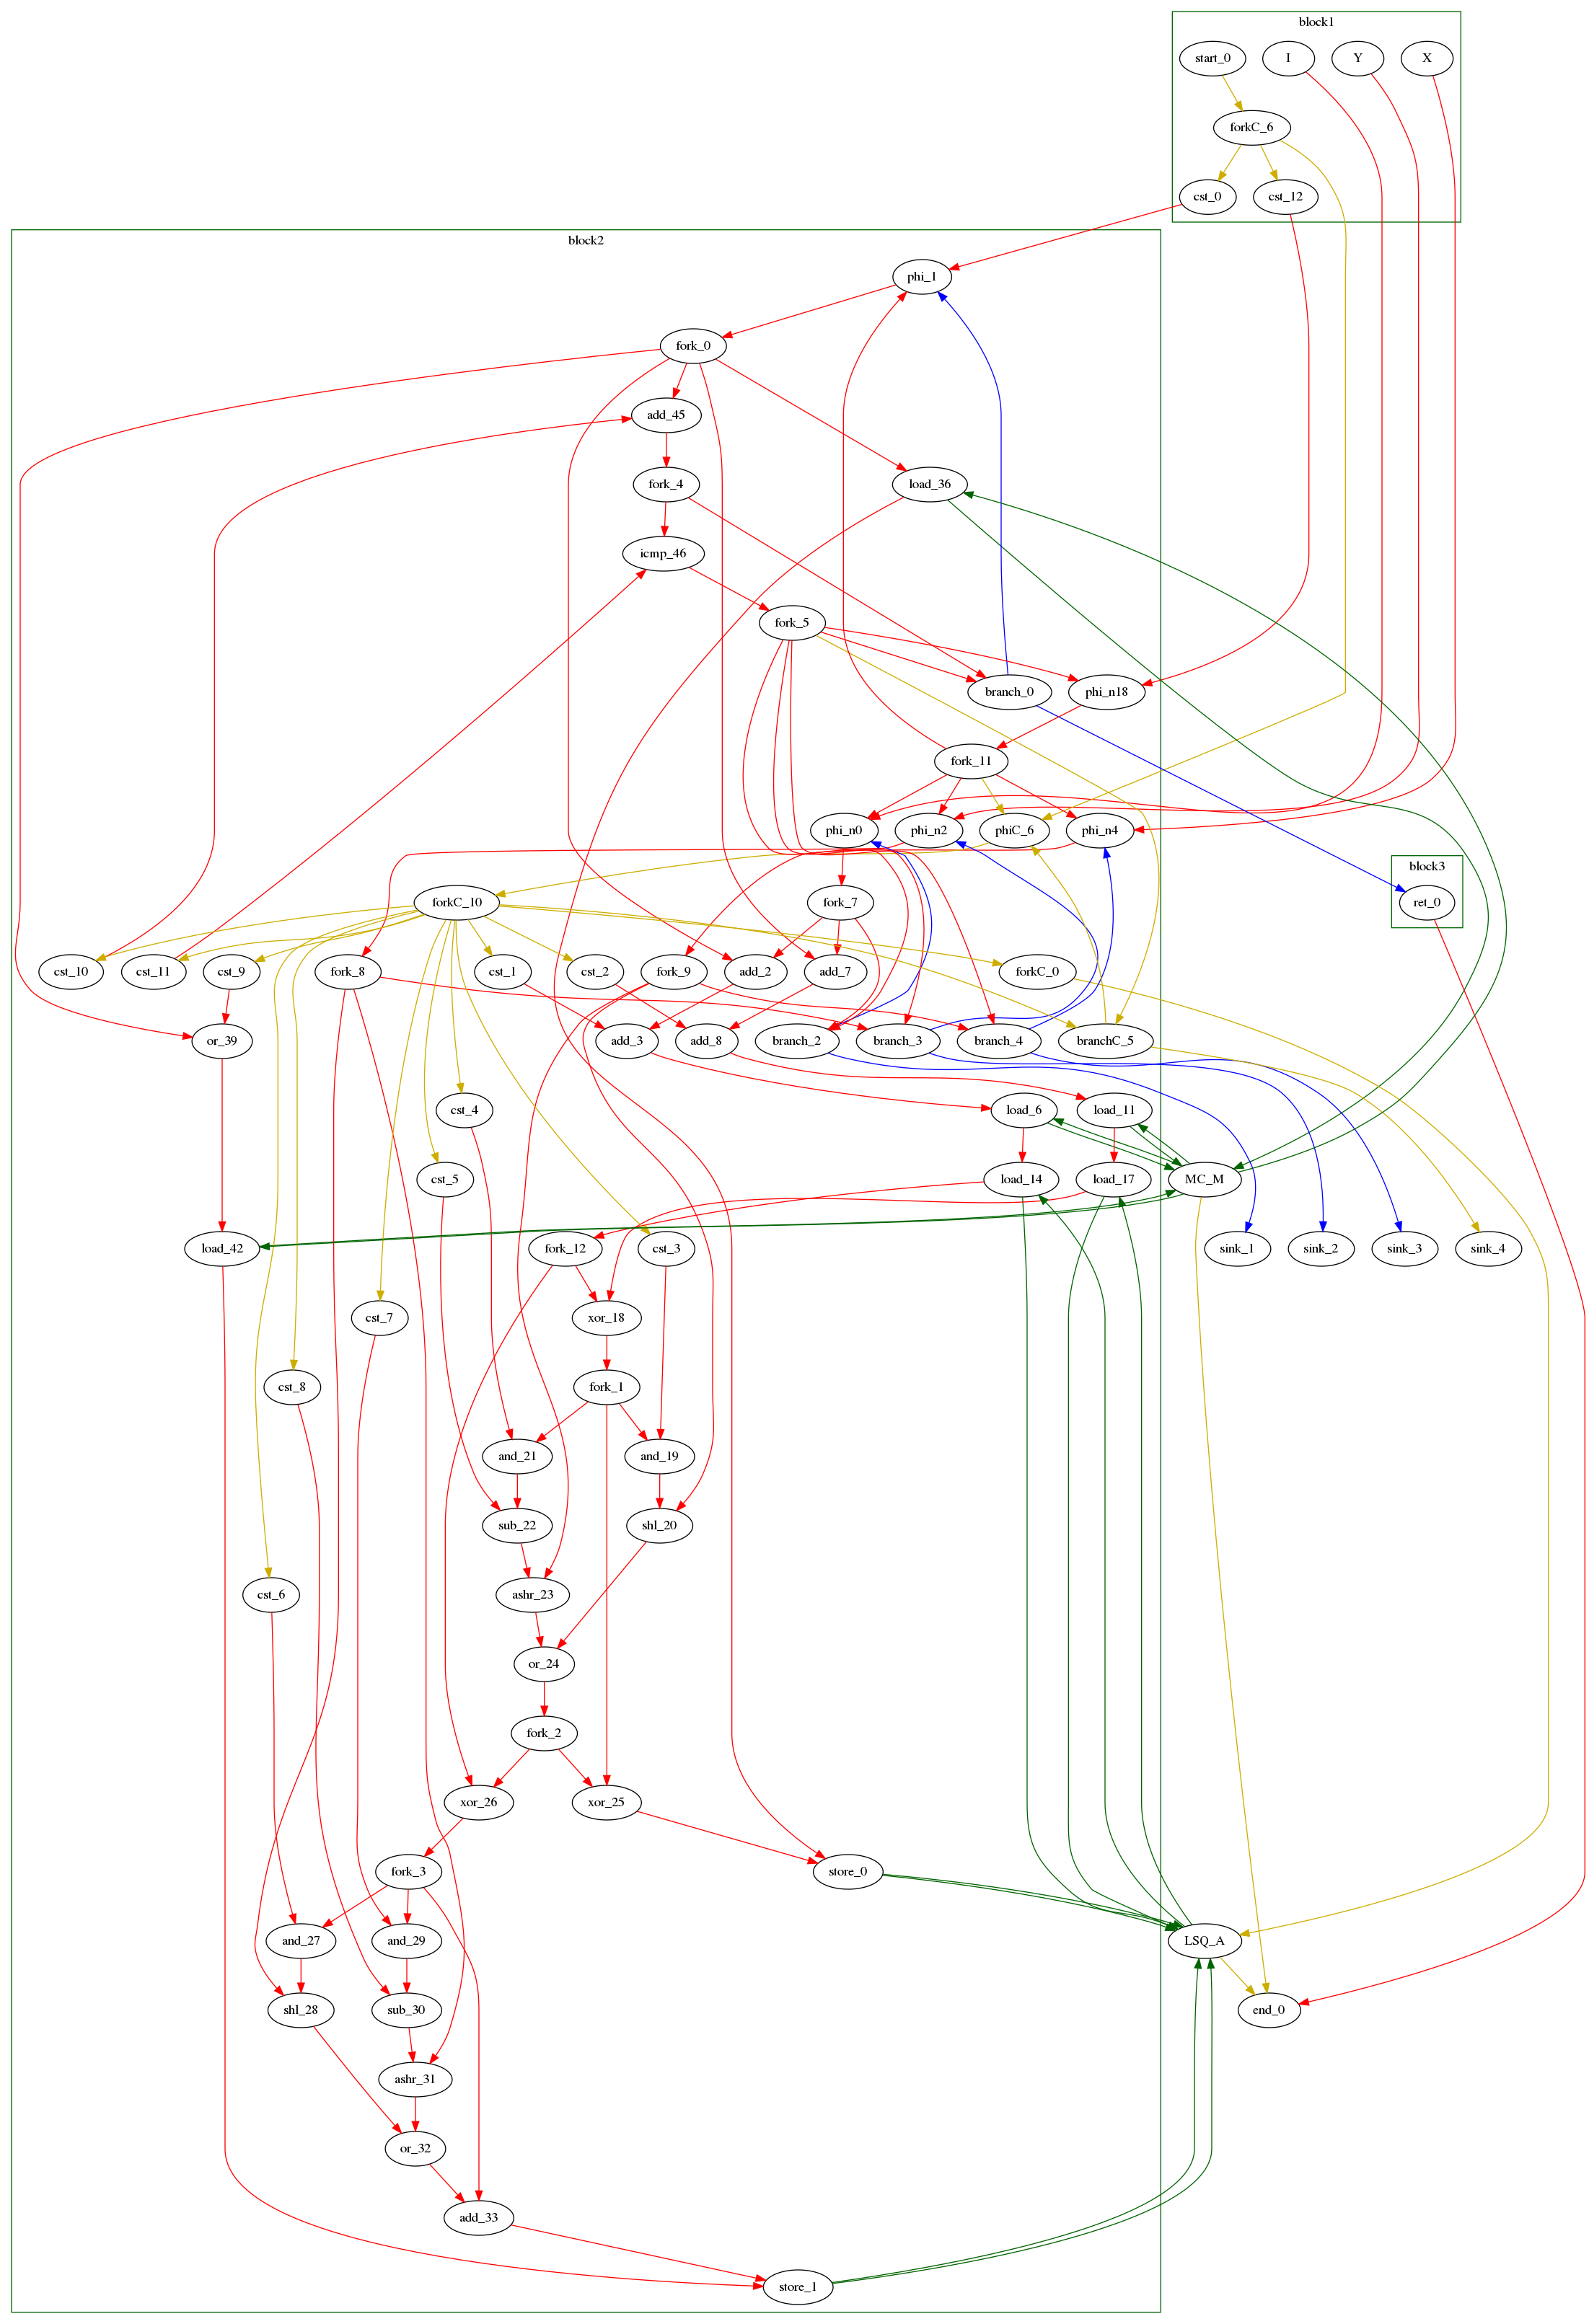 block1
start_0
I
Y
X
forkC_6
cst_0
cst_12
block2
phi_1
fork_0
add_45
fork_4
load_36
icmp_46
fork_5
branch_0
phi_n18
fork_11
phi_n0
phi_n2
phiC_6
phi_n4
block3
forkC_10
fork_7
ret_0
cst_10
cst_11
cst_9
fork_8
cst_1
cst_2
fork_9
add_2
add_7
forkC_0
or_39
add_3
add_8
branch_2
branch_3
branch_4
branchC_5
cst_4
load_6
load_11
cst_5
load_14
load_17
MC_M
load_42
fork_12
cst_3
sink_1
sink_2
sink_3
sink_4
cst_7
xor_18
cst_8
fork_1
and_21
and_19
sub_22
shl_20
cst_6
ashr_23
or_24
fork_2
xor_26
xor_25
fork_3
store_0
and_27
and_29
LSQ_A
shl_28
sub_30
end_0
ashr_31
or_32
add_33
store_1